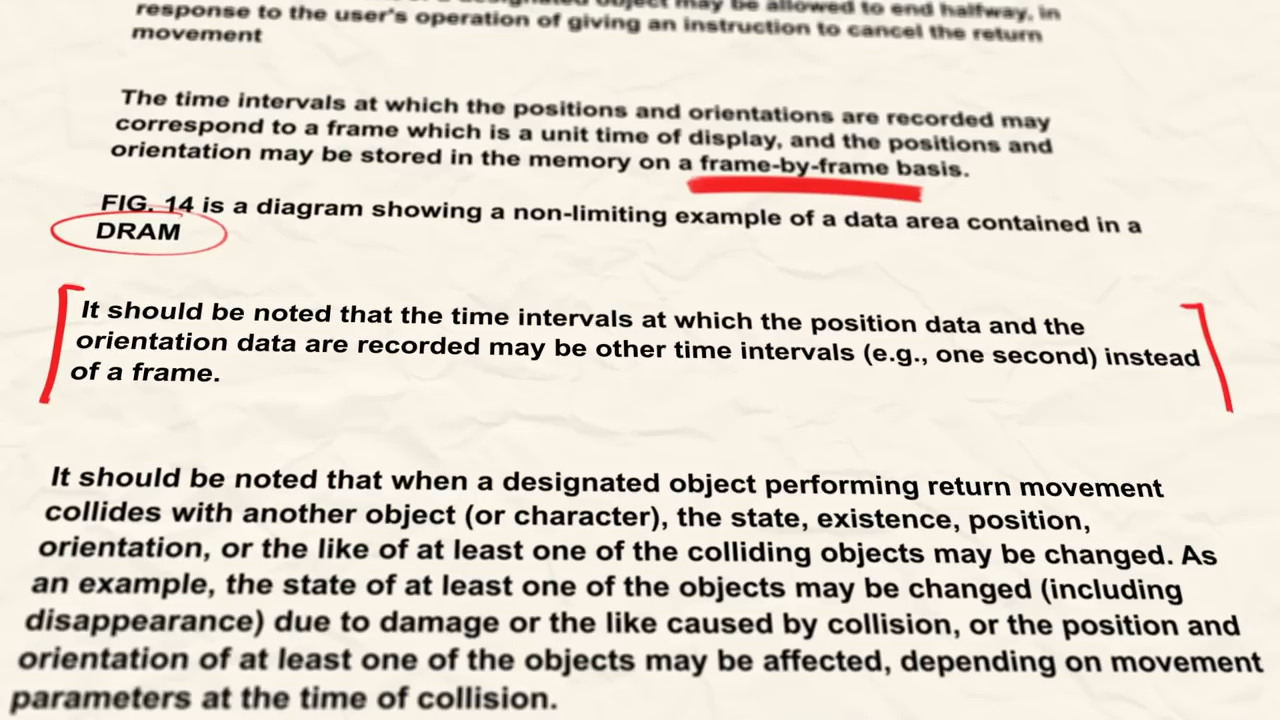 object may be allowed to end halfway, in
response to the user's operation of giving an instruction to cancel the return
movement
The time intervals at which the positions and orientations are recorded may
correspond to a frame which is a unit time of display, and the positions and
orientation may be stored in the memory on a frame-by-frame basis.
FIG. 14 is a diagram showing a non-limiting example of a data area contained in a
DRAM
It should be noted that the time intervals at which the position data and the
orientation data are recorded may be other time intervals (e.g., one second) instead
of a frame.
It should be noted that when a designated object performing return movement
collides with another object (or character), the state, existence, position,
orientation, or the like of at least one of the colliding objects may be changed. As
an example, the state of at least one of the objects may be changed (including
disappearance) due to damage or the like caused by collision, or the position and
orientation of at least one of the objects may be affected, depending on movement
parameters at the time of collision.